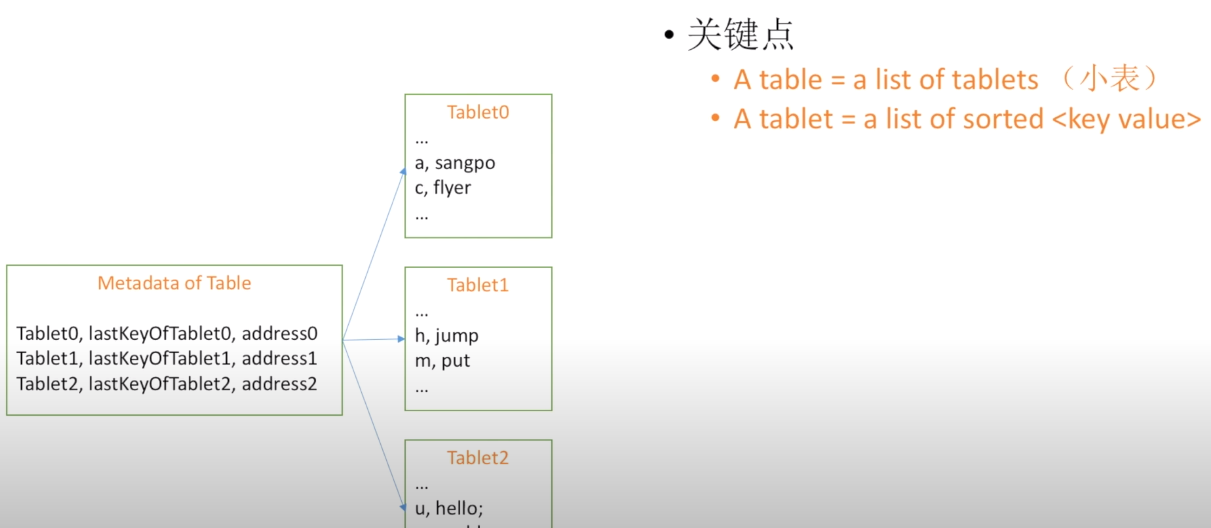 • 关键点
• A table = a list of tablets （小表）
• A tablet = a list of sorted <key value>
Tablet0
...
a, sangpo
c, flyer
...
Metadata of Table
Tablet0, lastKeyOfTablet0, address0
Tablet1, lastKeyOfTablet1, address1
Tablet2, lastKeyOfTablet2, address2
Tablet1
...
h, jump
m, put
...
Tablet2
...
u, hello;